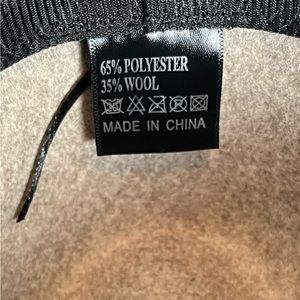 65% POLYESTER
35% WOOL
MADE IN CHINA